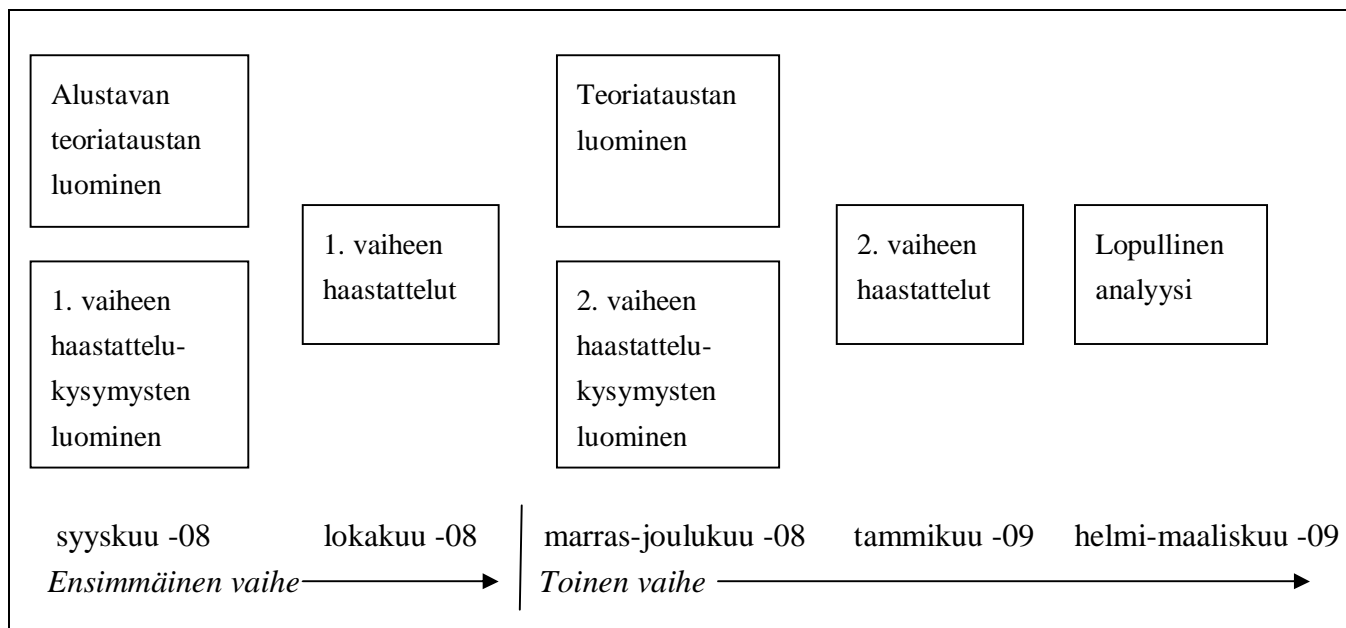 Alustavan
teoriataustan
luominen
1. vaiheen
haastattelu-
kysymysten
luominen
1. vaiheen
haastattelut
Teoriataustan
luominen
2. vaiheen
haastattelu-
kysymysten
luominen
2. vaiheen
haastattelut
Lopullinen
analyysi
syyskuu -08 lokakuu -08 marras-joulukuu -08 tammikuu -09 helmi-maaliskuu -09
Ensimmäinen vaihe Toinen vaihe